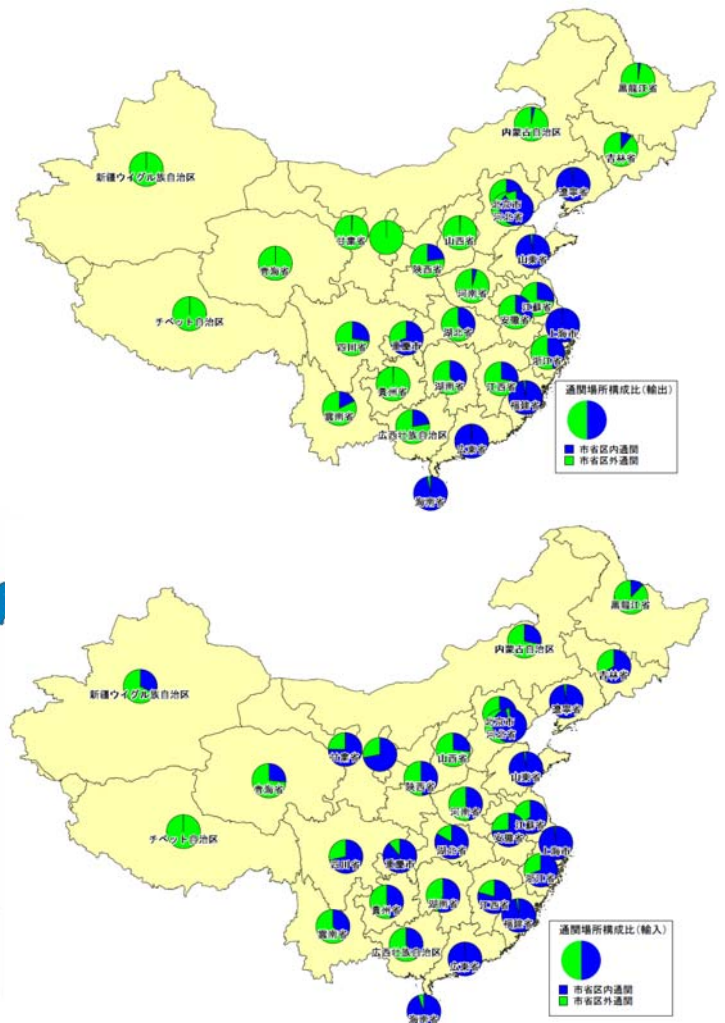 黒龍江省
内蒙古自治区
吉林省
新疆ウイグル族自治区
遼寧省
北京市
河北省
甘粛省
山西省
山東省
青海省
陝西省
河南省
チベット自治区
江蘇省
安徽省
上海市
四川省
重慶市
湖北省
浙江省
貴州省
湖南省
江西省
福建省
雲南省
広西壮族自治区
広東省
海南省
通関場所構成比(輸出)
市省区内通関
市省区外通関
黒龍江省
内蒙古自治区
吉林省
新疆ウイグル族自治区
遼寧省
北京市
河北省
甘粛省
山西省
山東省
青海省
陝西省
河南省
チベット自治区
江蘇省
安徽省
上海市
四川省
重慶市
湖北省
浙江省
貴州省
湖南省
江西省
福建省
雲南省
広西壮族自治区
広東省
海南省
通関場所構成比(輸入)
市省区内通関
市省区外通関